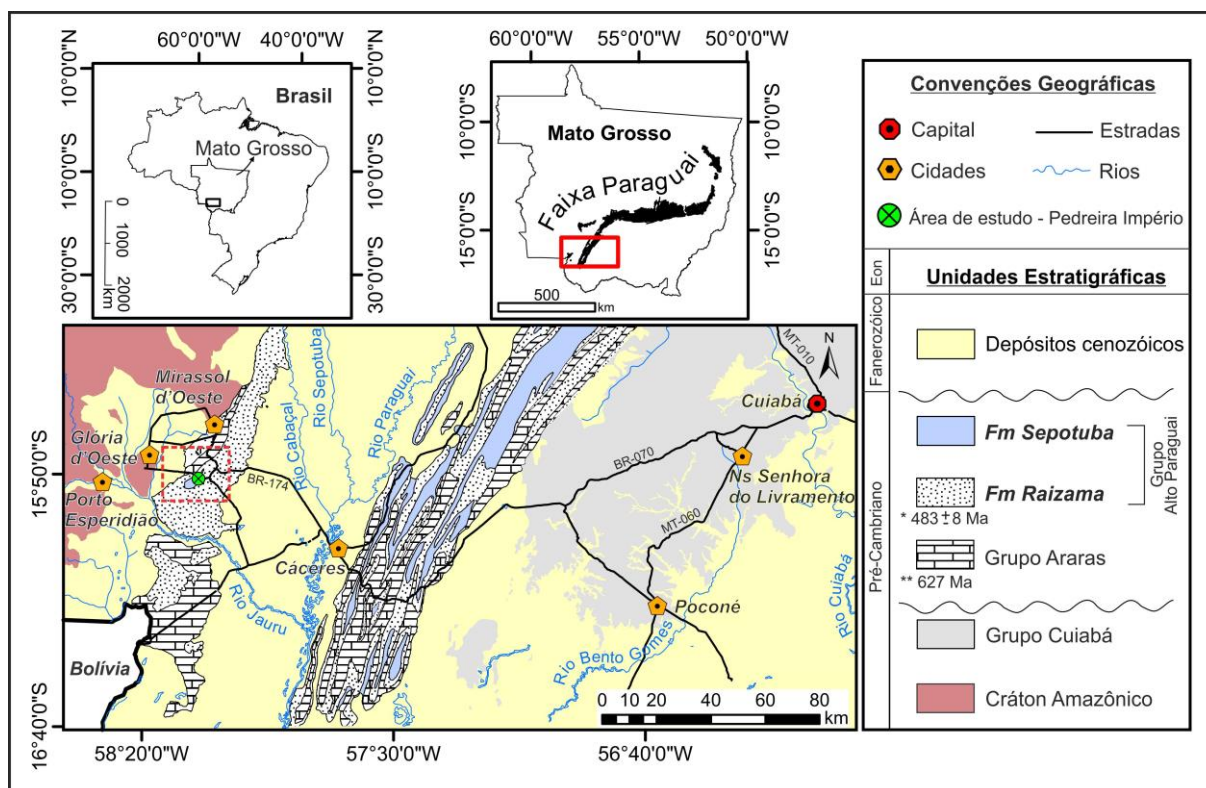 60°0'0"W 40°0'0"W
10°0'0"N
10°0'0"S
30°0'0"S
Brasil
Mato Grosso
0
1000
2000
km
10°0'0"N
10°0'0"S
30°0'0"S
60°0'0"W 55°0'0"W 50°0'0"W
10°0'0"S
15°0'0"S
Mato Grosso
Faixa Paraguai
500
km
10°0'0"S
15°0'0"S
15°50'0"S
16°40'0"S
Mirassol
d'Oeste
Glória
d'Oeste
Porto
Esperidião
BR-174
Rio Cabaçal
Rio Sepotuba
Rio Paraguai
Cáceres
Rio Jauru
Bolívia
MT-010
N
Cuiabá
BR-070
Ns Senhora
do Livramento
MT-060
Poconé
Rio Bento Gomes
Rio Cuiabá
0 10 20 40 60 80
km
58°20'0"W 57°30'0"W 56°40'0"W
Convenções Geográficas
Capital Estradas
Cidades Rios
Área de estudo - Pedreira Império
Eon
Unidades Estratigráficas
Fanerozóico
Depósitos cenozóicos
Pré-Cambriano
Fm Sepotuba
Fm Raizama
* 483 ± 8 Ma
Grupo
Alto Paraguai
Grupo Araras
** 627 Ma
Grupo Cuiabá
Cráton Amazônico